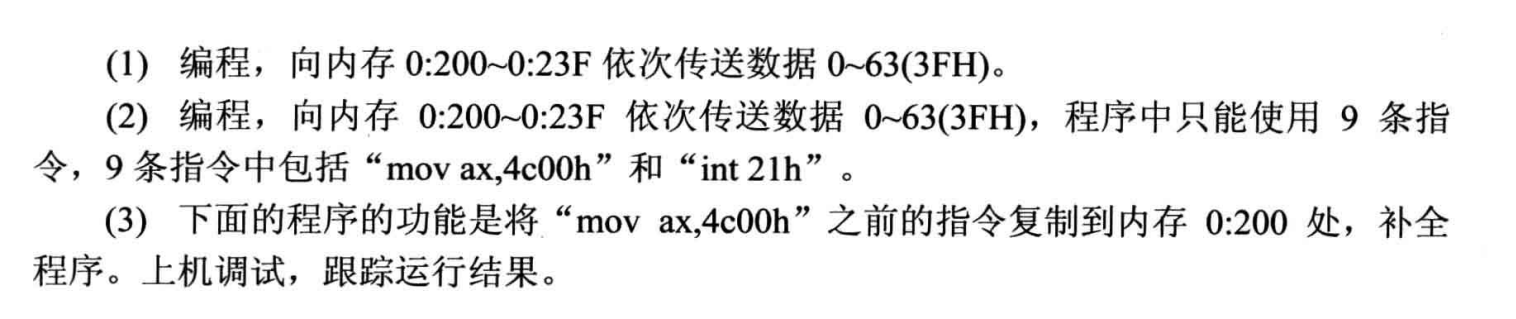 (1) 编程，向内存 0:200~0:23F 依次传送数据 0~63(3FH)。
(2) 编程，向内存 0:200~0:23F 依次传送数据 0~63(3FH)，程序中只能使用 9 条指
令，9 条指令中包括“mov ax,4c00h”和“int 21h”。
(3) 下面的程序的功能是将“mov ax,4c00h”之前的指令复制到内存 0:200 处，补全
程序。上机调试，跟踪运行结果。